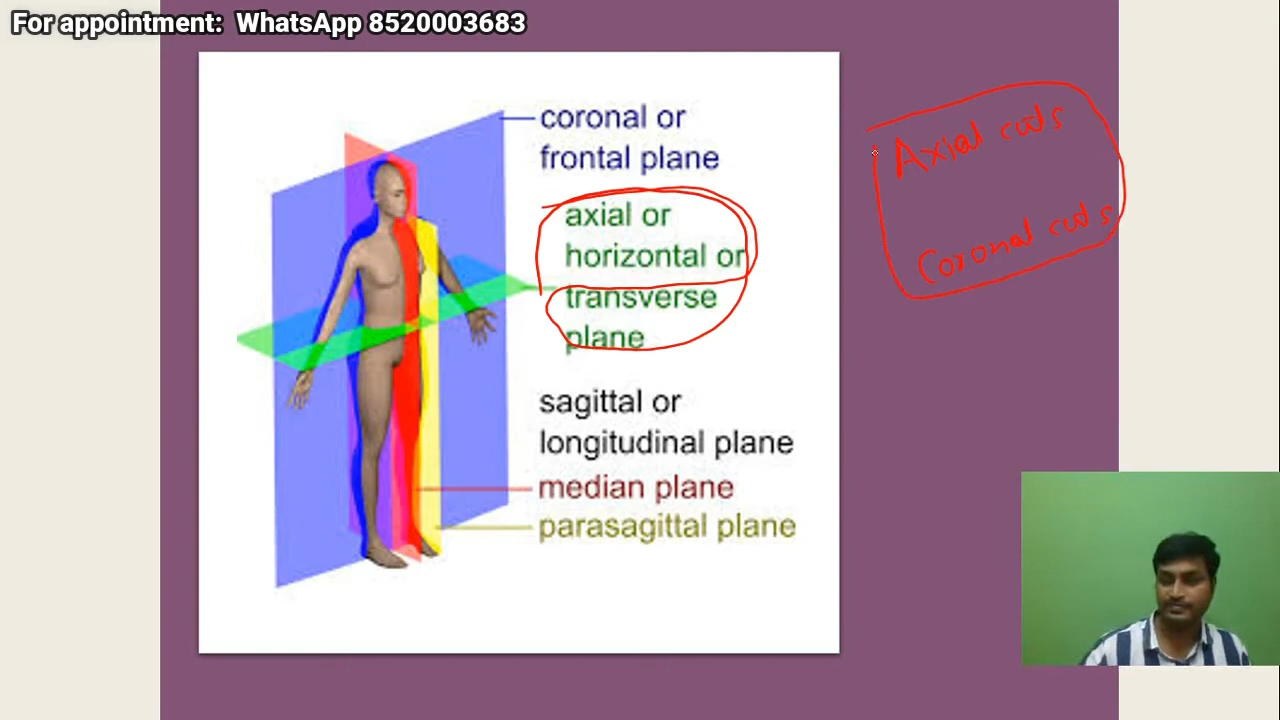 For appointment: WhatsApp 8520003683
coronal or
frontal plane
axial or
horizontal or
transverse
plane
sagittal or
longitudinal plane
median plane
parasagittal plane
Axial cuts
Coronal cuts